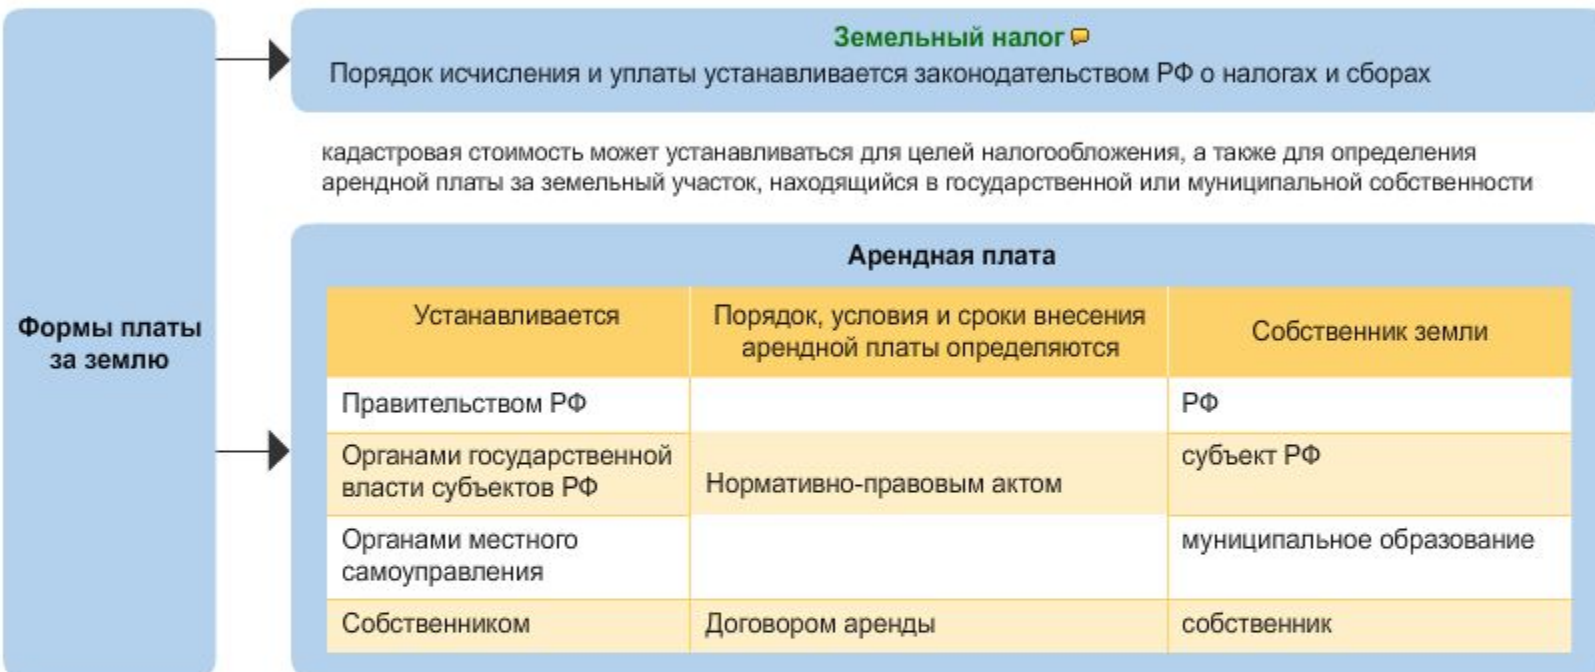 Земельный налог
Порядок исчисления и уплаты устанавливается законодательством РФ о налогах и сборах
кадастровая стоимость может устанавливаться для целей налогообложения, а также для определения
арендной платы за земельный участок, находящийся в государственной или муниципальной собственности
Формы платы
за землю
Арендная плата
Устанавливается
Порядок, условия и сроки внесения
арендной платы определяются
Собственник земли
Правительством РФ
РФ
Органами государственной
власти субъектов РФ
Нормативно-правовым актом
субъект РФ
Органами местного
самоуправления
муниципальное образование
Собственником
Договором аренды
собственник